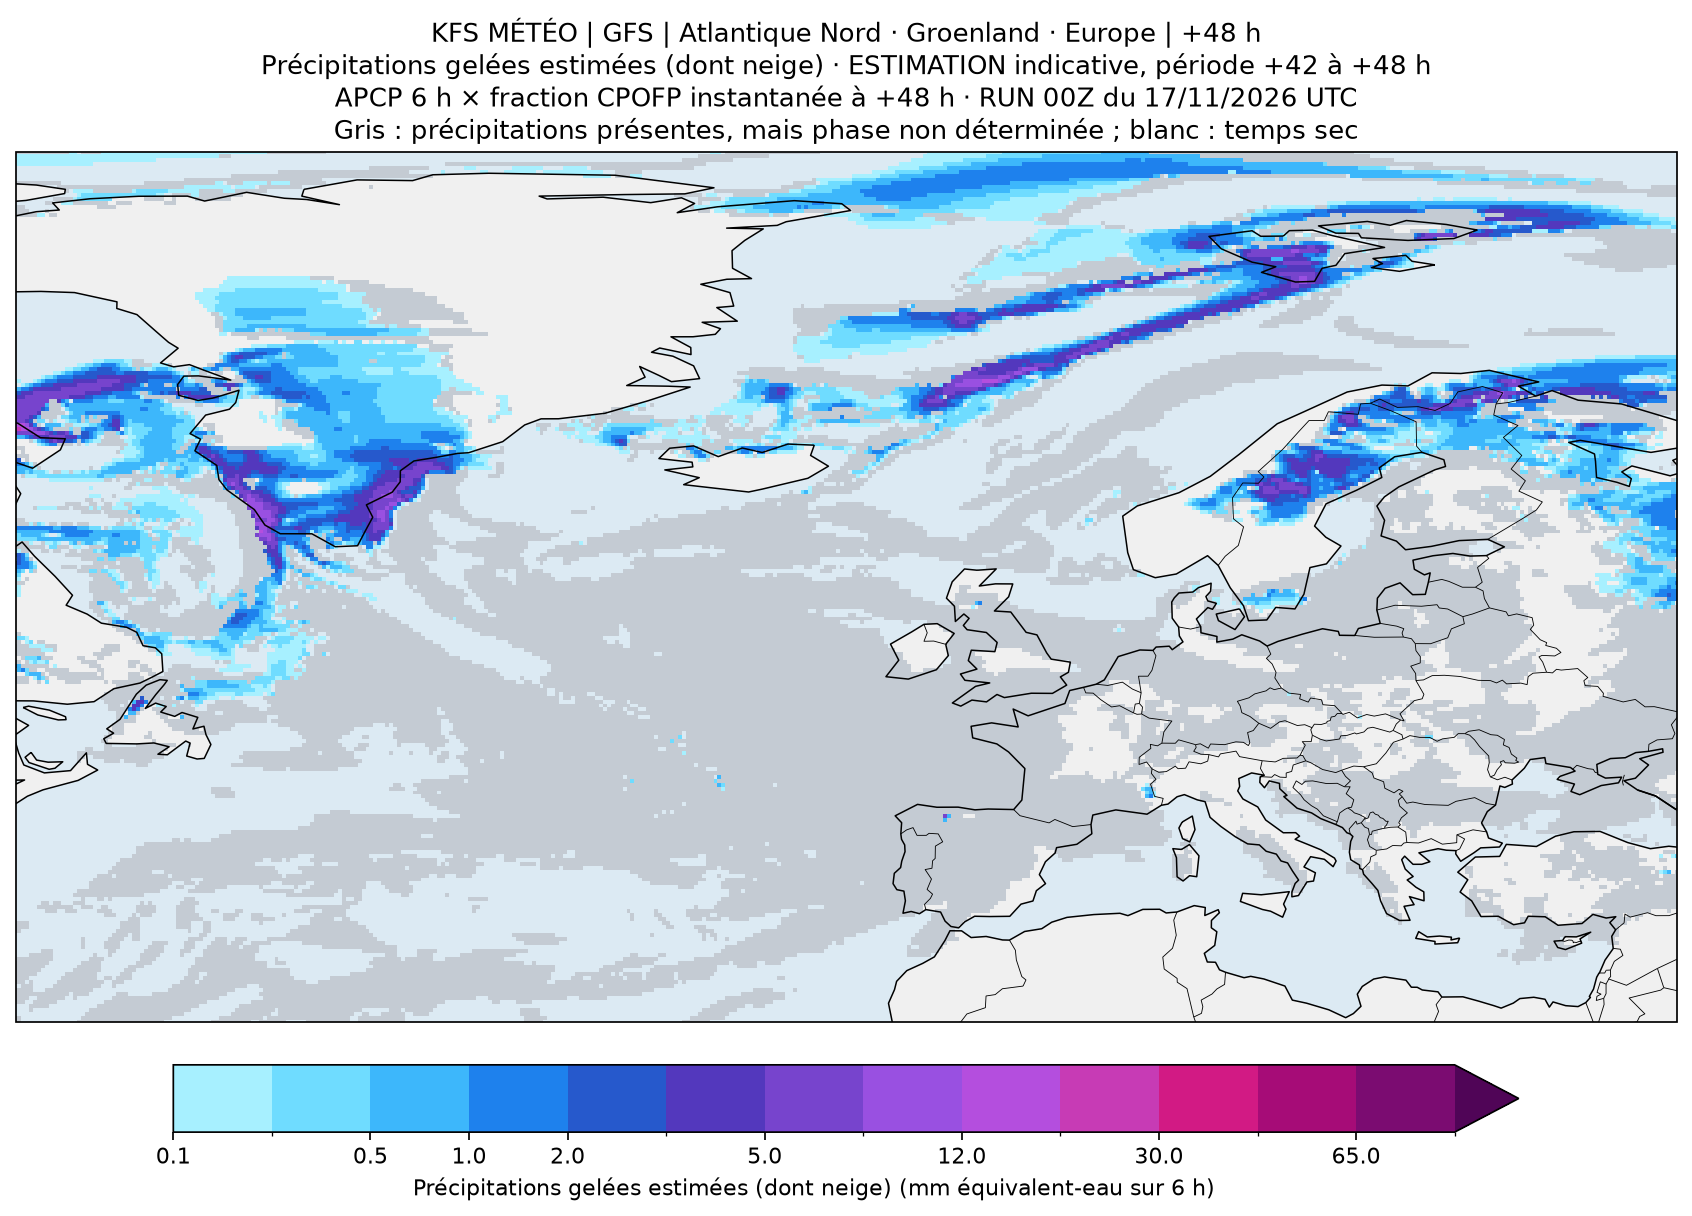 KFS MÉTÉO | GFS | Atlantique Nord · Groenland · Europe | +48 h
Précipitations gelées estimées (dont neige) · ESTIMATION indicative, période +42 à +48 h
APCP 6 h × fraction CPOFP instantanée à +48 h · RUN 00Z du 17/11/2026 UTC
Gris : précipitations présentes, mais phase non déterminée ; blanc : temps sec
0.1 0.5 1.0 2.0 5.0 12.0 30.0 65.0
Précipitations gelées estimées (dont neige) (mm équivalent-eau sur 6 h)